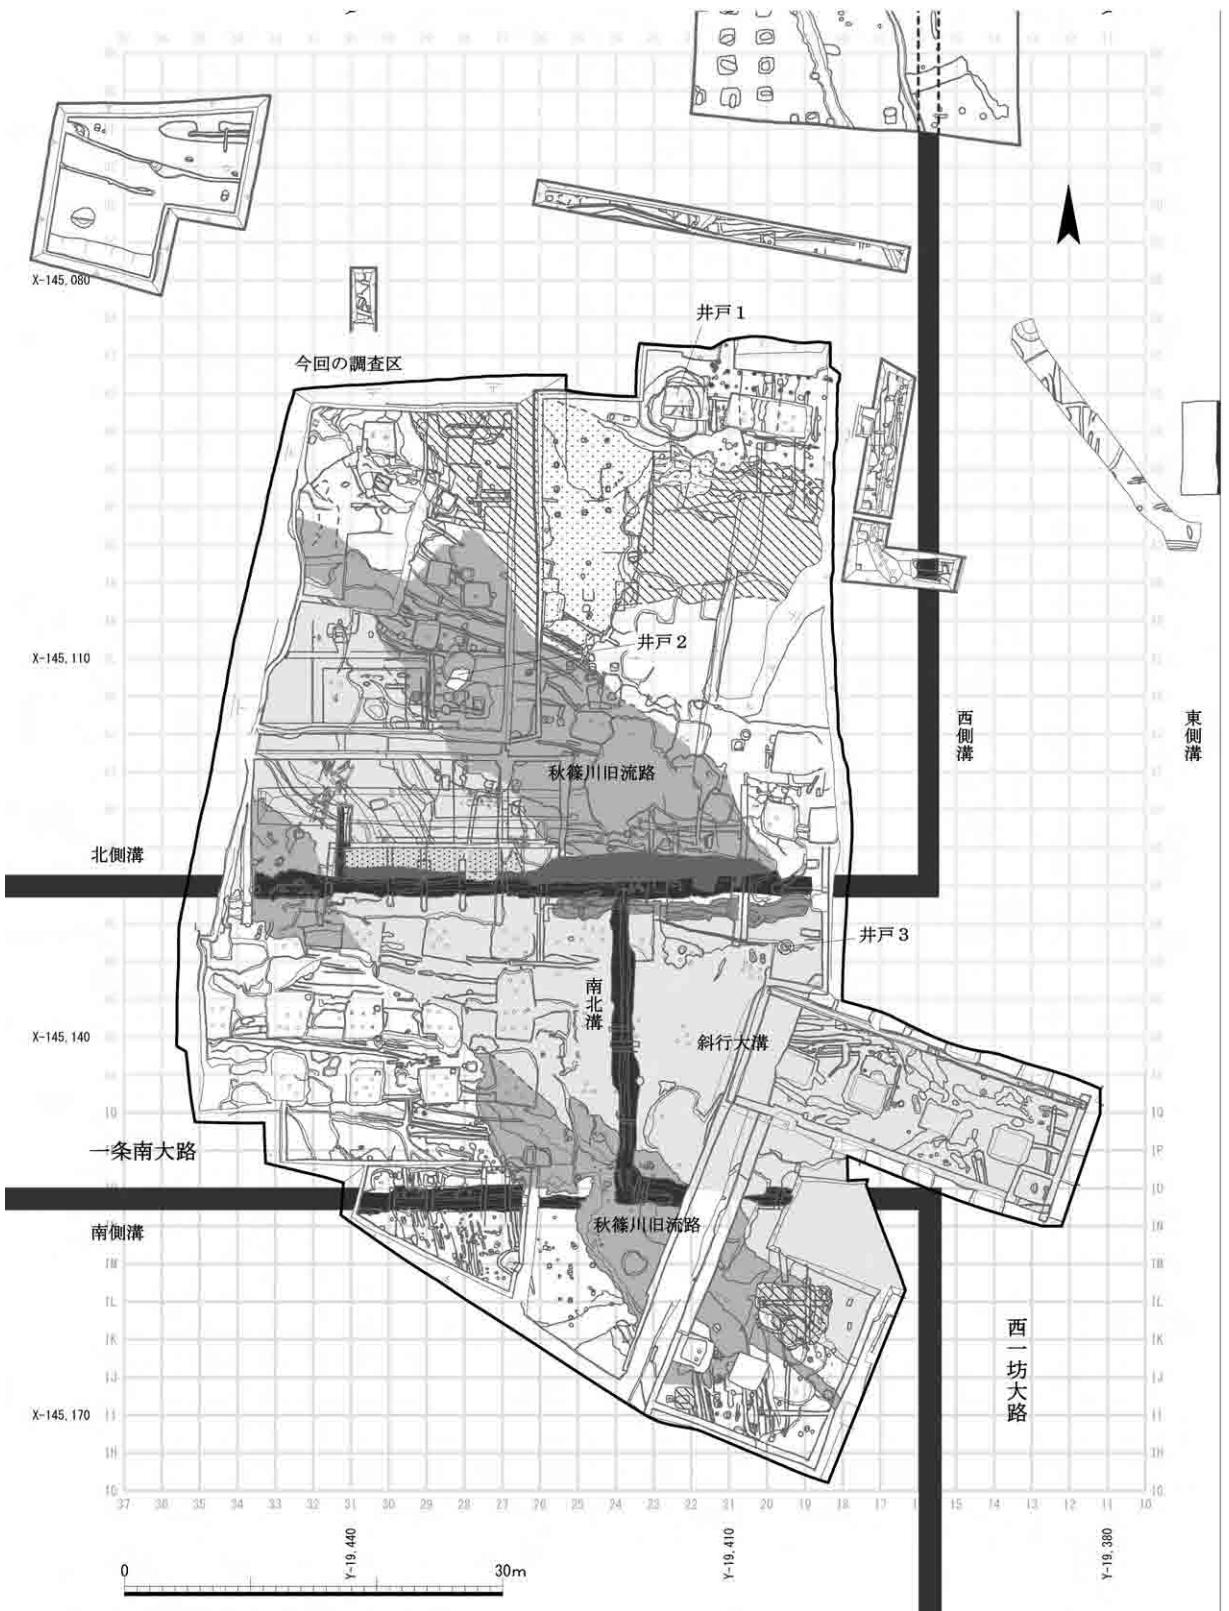 X-145,080
井戸1
今回の調査区
井戸2
X-145,110
西側溝
東側溝
秋篠川旧流路
北側溝
井戸3
南北溝
X-145,140
斜行大溝
一条南大路
南側溝
秋篠川旧流路
西一坊大路
X-145,170
37 36 35 34 33 32 31 30 29 28 27 26 25 24 23 22 21 20 19 18 17 15 14 13 12 11 10
Y-19,440
Y-19,410
Y-19,380
0 30m